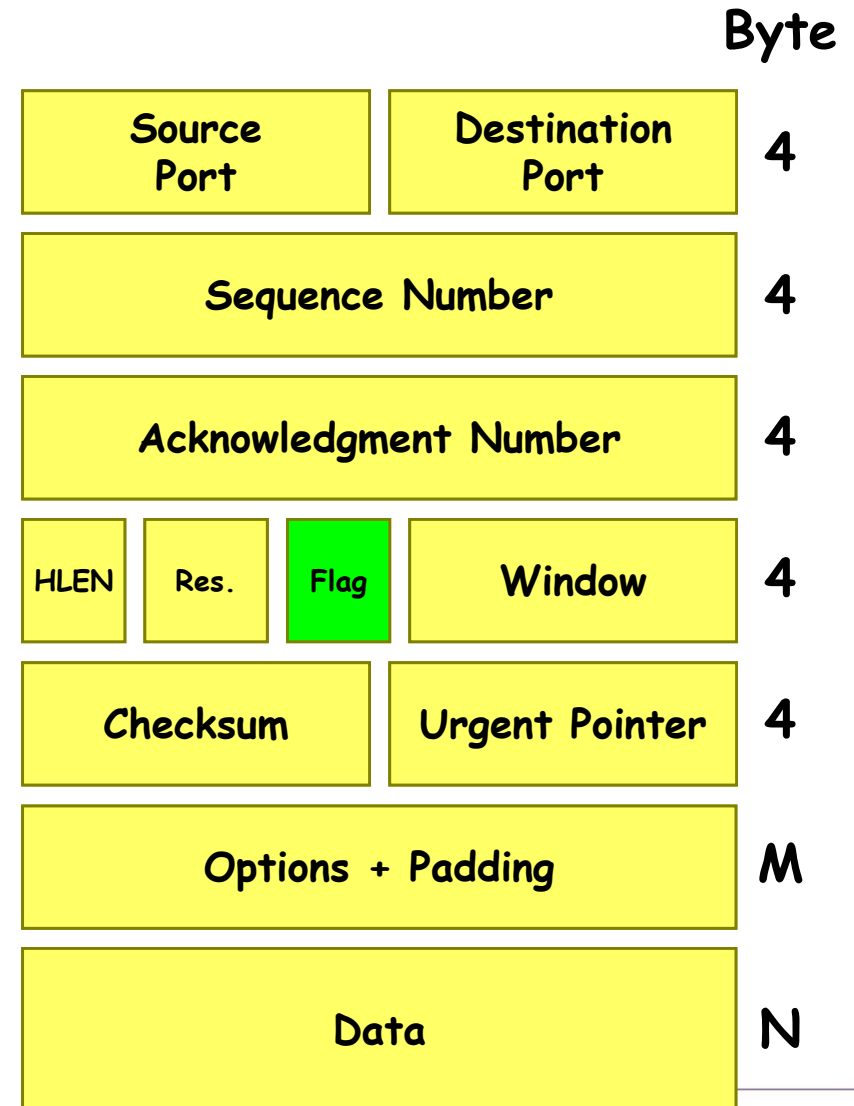 Byte
Source
Port
Destination
Port
4
Sequence Number
4
Acknowledgment Number
4
HLEN
Res.
Flag
Window
4
Checksum
Urgent Pointer
4
Options + Padding
M
Data
N